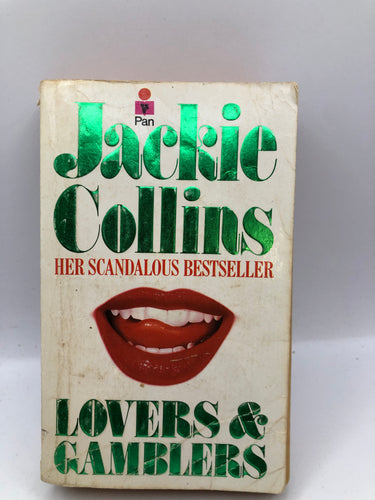 Pan
Jackie
Collins
HER SCANDALOUS BESTSELLER
LOVERS &
GAMBLERS